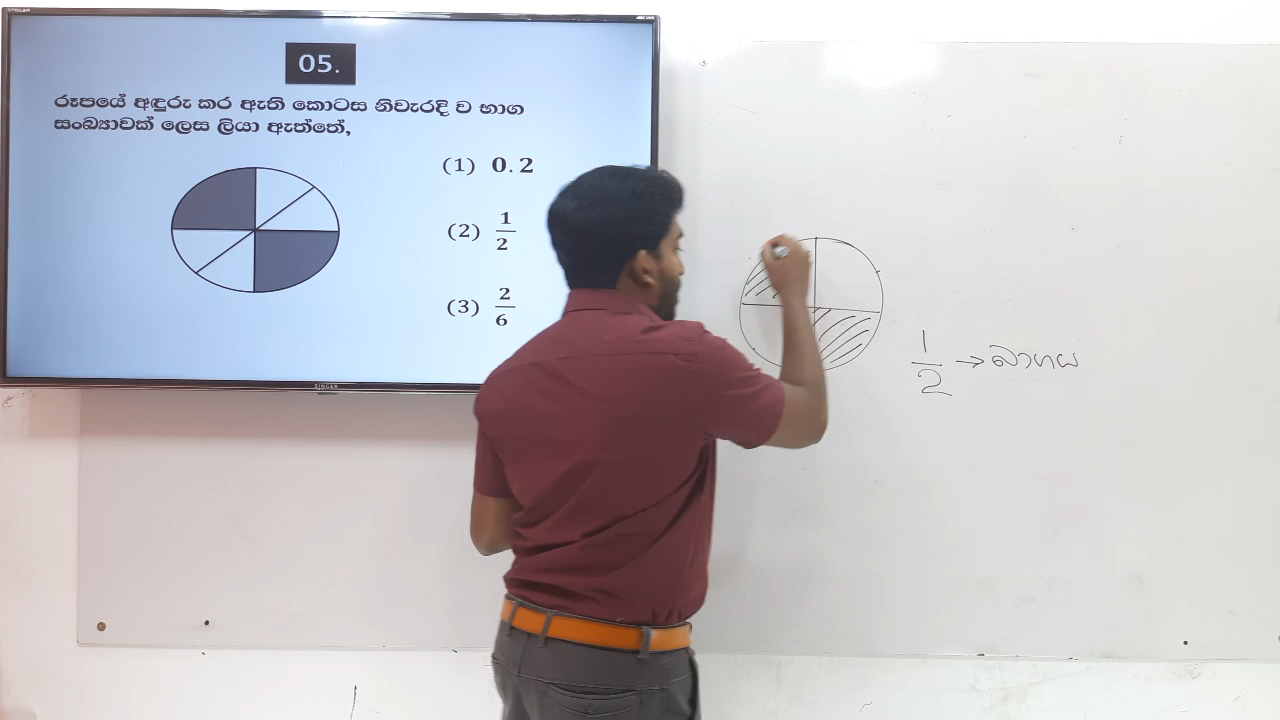 05.
රූපයේ අඳුරු කර ඇති කොටස නිවැරදි ව භාග
සංඛ්‍යාවක් ලෙස ලියා ඇත්තේ,
(1) 0.2
(2) 1/2
(3) 2/6
SINGER
1/2 → බාගය